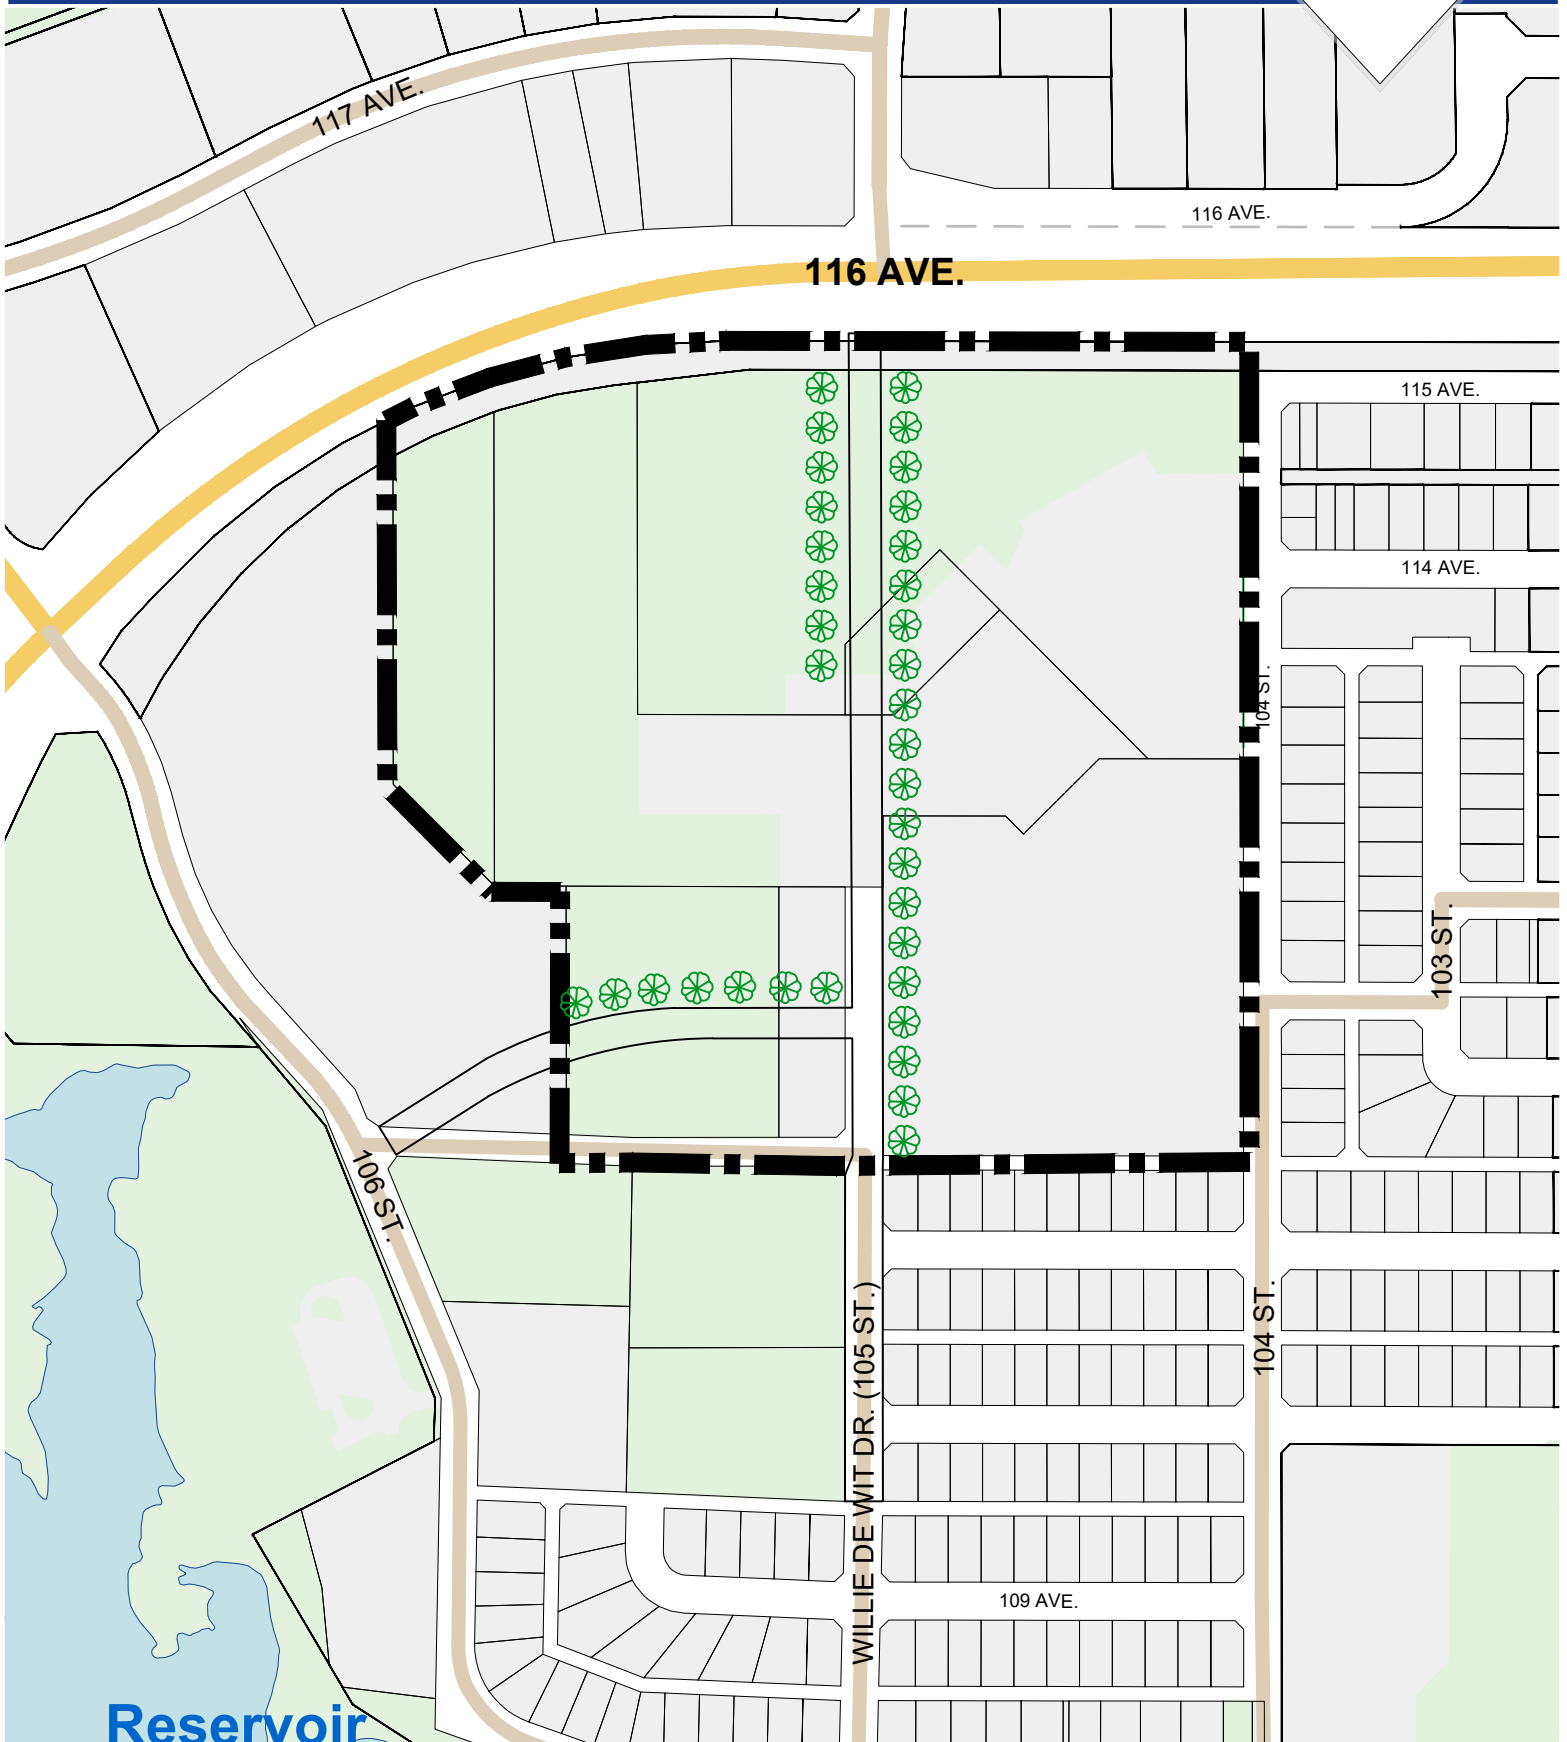 117 AVE.
116 AVE.
116 AVE.
115 AVE.
114 AVE.
104 ST.
103 ST.
106 ST.
WILLIE DE WIT DR. (105 ST.)
104 ST.
109 AVE.
Reservoir